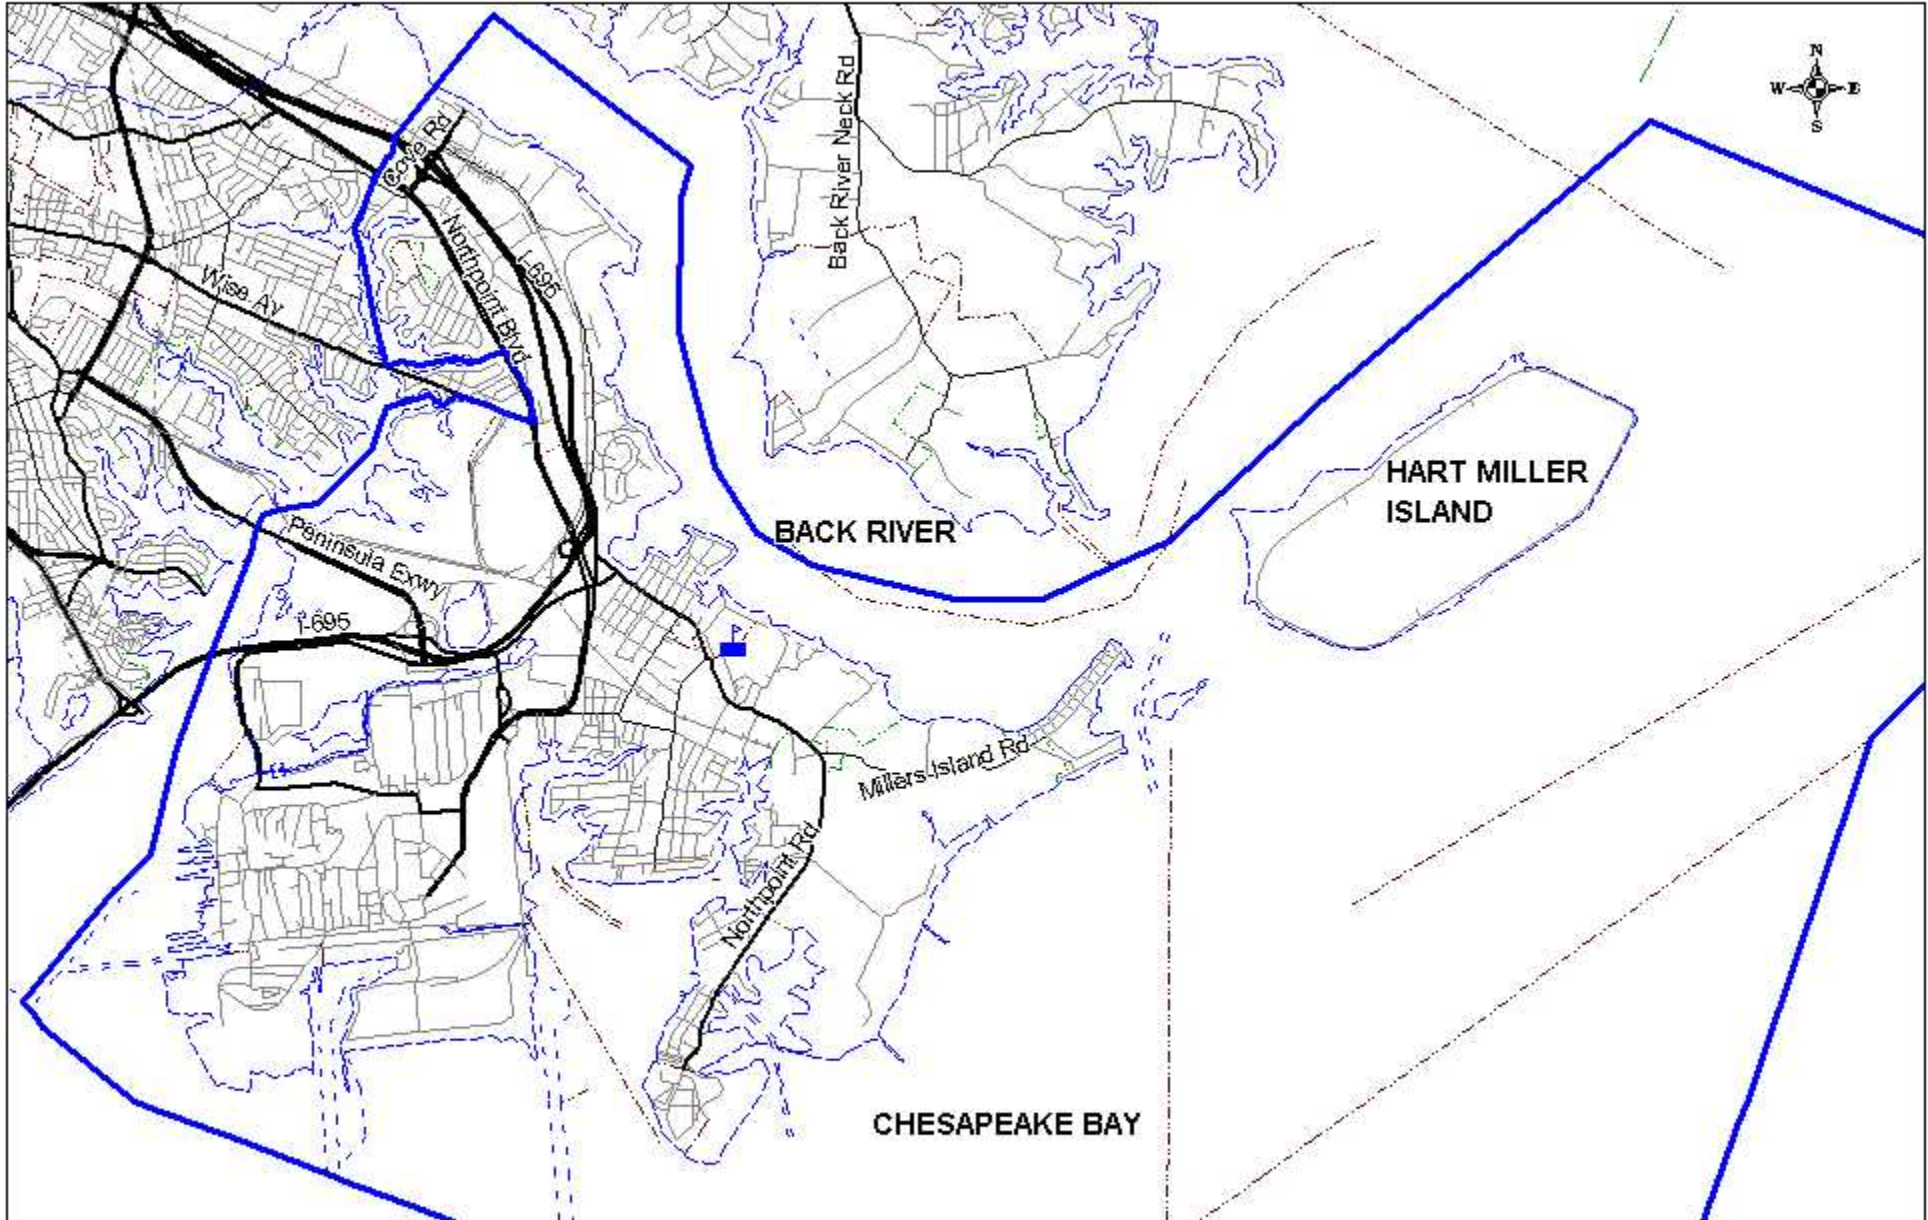 N
W E
S
Back River Neck Rd
Cove Rd
Northpoint Blvd
I-695
Wise Av
HART MILLER
ISLAND
BACK RIVER
Peninsula Exwy
I-695
Millers Island Rd
Northpoint Rd
CHESAPEAKE BAY